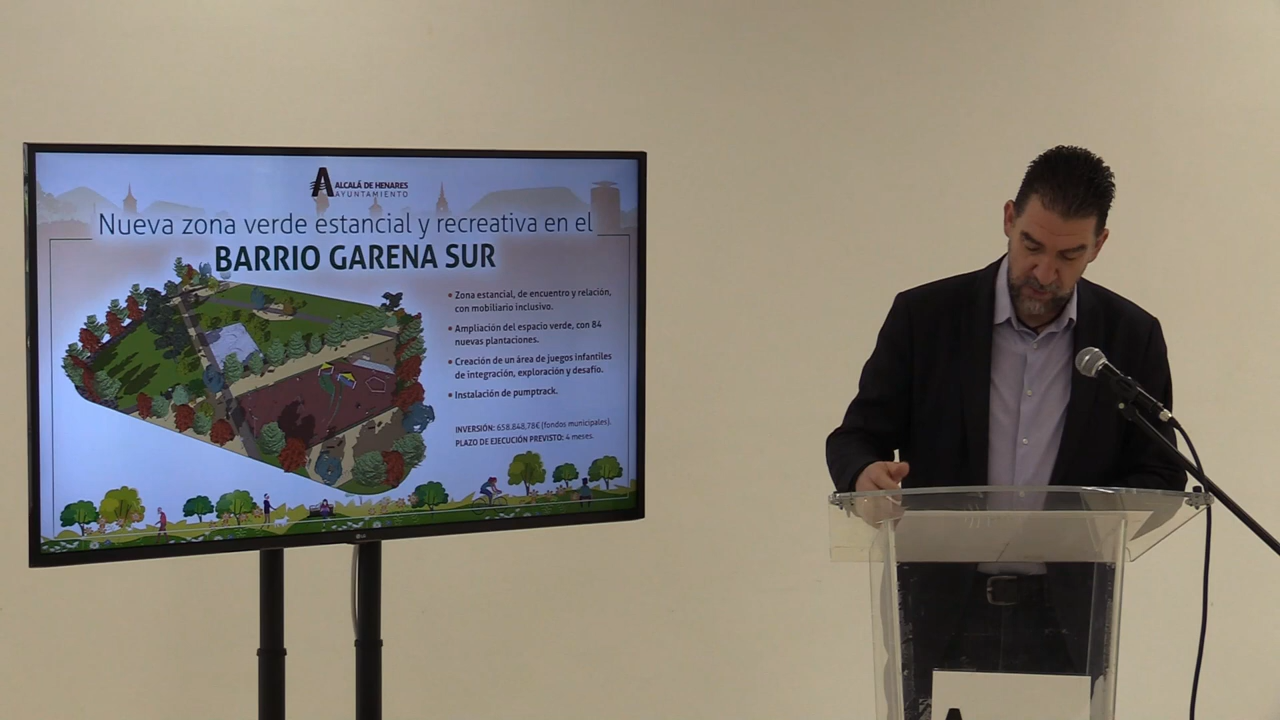 ALCALÁ DE HENARES
AYUNTAMIENTO
Nueva zona verde estancial y recreativa en el
BARRIO GARENA SUR
• Zona estancial, de encuentro y relación,
con mobiliario inclusivo.
• Ampliación del espacio verde, con 84
nuevas plantaciones.
• Creación de un área de juegos infantiles
de integración, exploración y desafío.
• Instalación de pumptrack.
INVERSIÓN: 658.848,78€ (fondos municipales).
PLAZO DE EJECUCIÓN PREVISTO: 4 meses.
LG